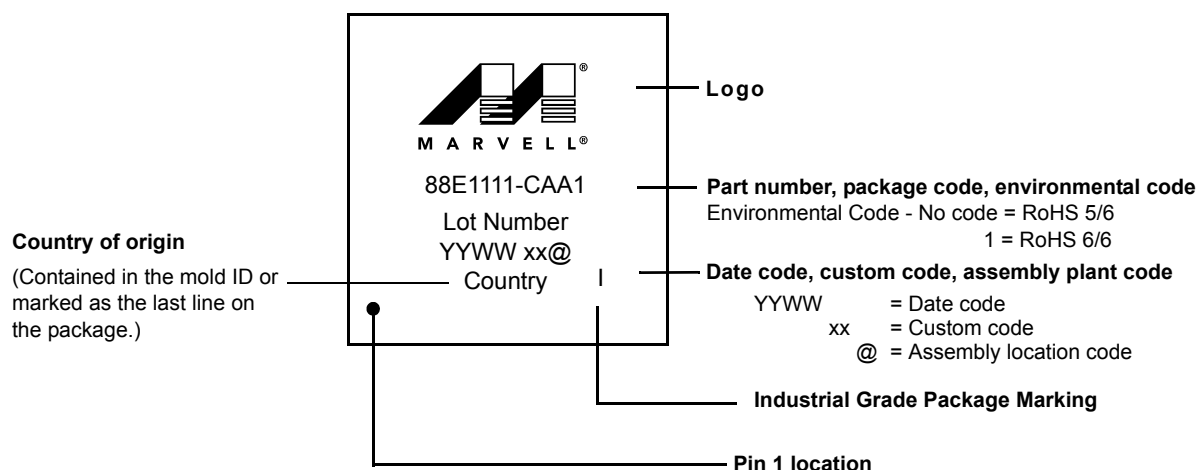 MARVELL®
®
88E1111-CAA1
Lot Number
YYWW xx@
Country I
Logo
Part number, package code, environmental code
Environmental Code - No code = RoHS 5/6
1 = RoHS 6/6
Country of origin
(Contained in the mold ID or
marked as the last line on
the package.)
Date code, custom code, assembly plant code
YYWW = Date code
xx = Custom code
@ = Assembly location code
Industrial Grade Package Marking
Pin 1 location